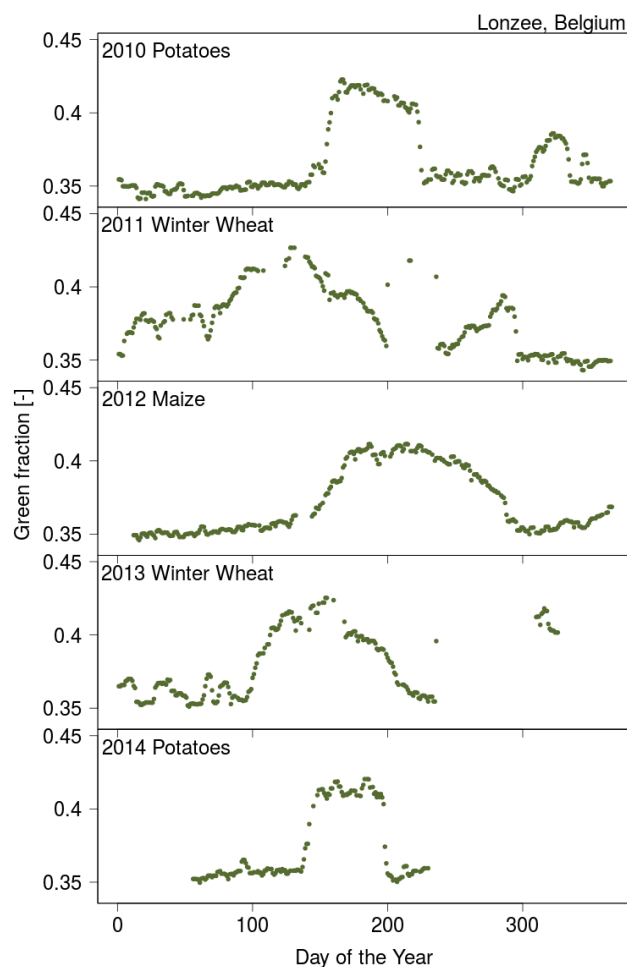 Lonzee, Belgium
0.45
2010 Potatoes
0.4
0.35
0.45
2011 Winter Wheat
0.4
0.35
0.45
2012 Maize
0.4
0.35
0.45
2013 Winter Wheat
0.4
0.35
0.45
2014 Potatoes
0.4
0.35
Green fraction [-]
0 100 200 300
Day of the Year